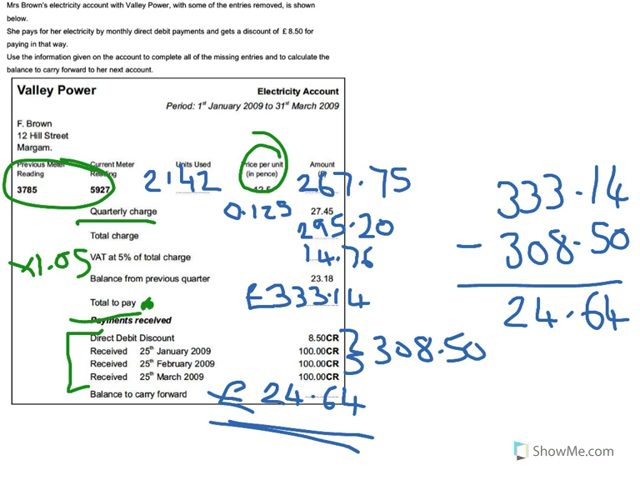 Mrs Brown's electricity account with Valley Power, with some of the entries removed, is shown
below.
She pays for her electricity by monthly direct debit payments and gets a discount of £8.50 for
paying in that way.
Use the information given on the account to complete all of the missing entries and to calculate the
balance to carry forward to her next account.
Valley Power Electricity Account
Period: 1st January 2009 to 31st March 2009
F. Brown
12 Hill Street
Margam.
Previous Meter Current Meter Units Used Price per unit Amount
Reading Reading 2142 (in pence) 267.75
3785 5927 12.5
Quarterly charge 0.125 27.45
Total charge 295.20
×1.05 VAT at 5% of total charge 14.76
Balance from previous quarter 23.18
Total to pay £333.14
Payments received
Direct Debit Discount 8.50CR
Received 25th January 2009 100.00CR
Received 25th February 2009 100.00CR
Received 25th March 2009 100.00CR
308.50
Balance to carry forward £24.64
333.14
- 308.50
24.64
ShowMe.com